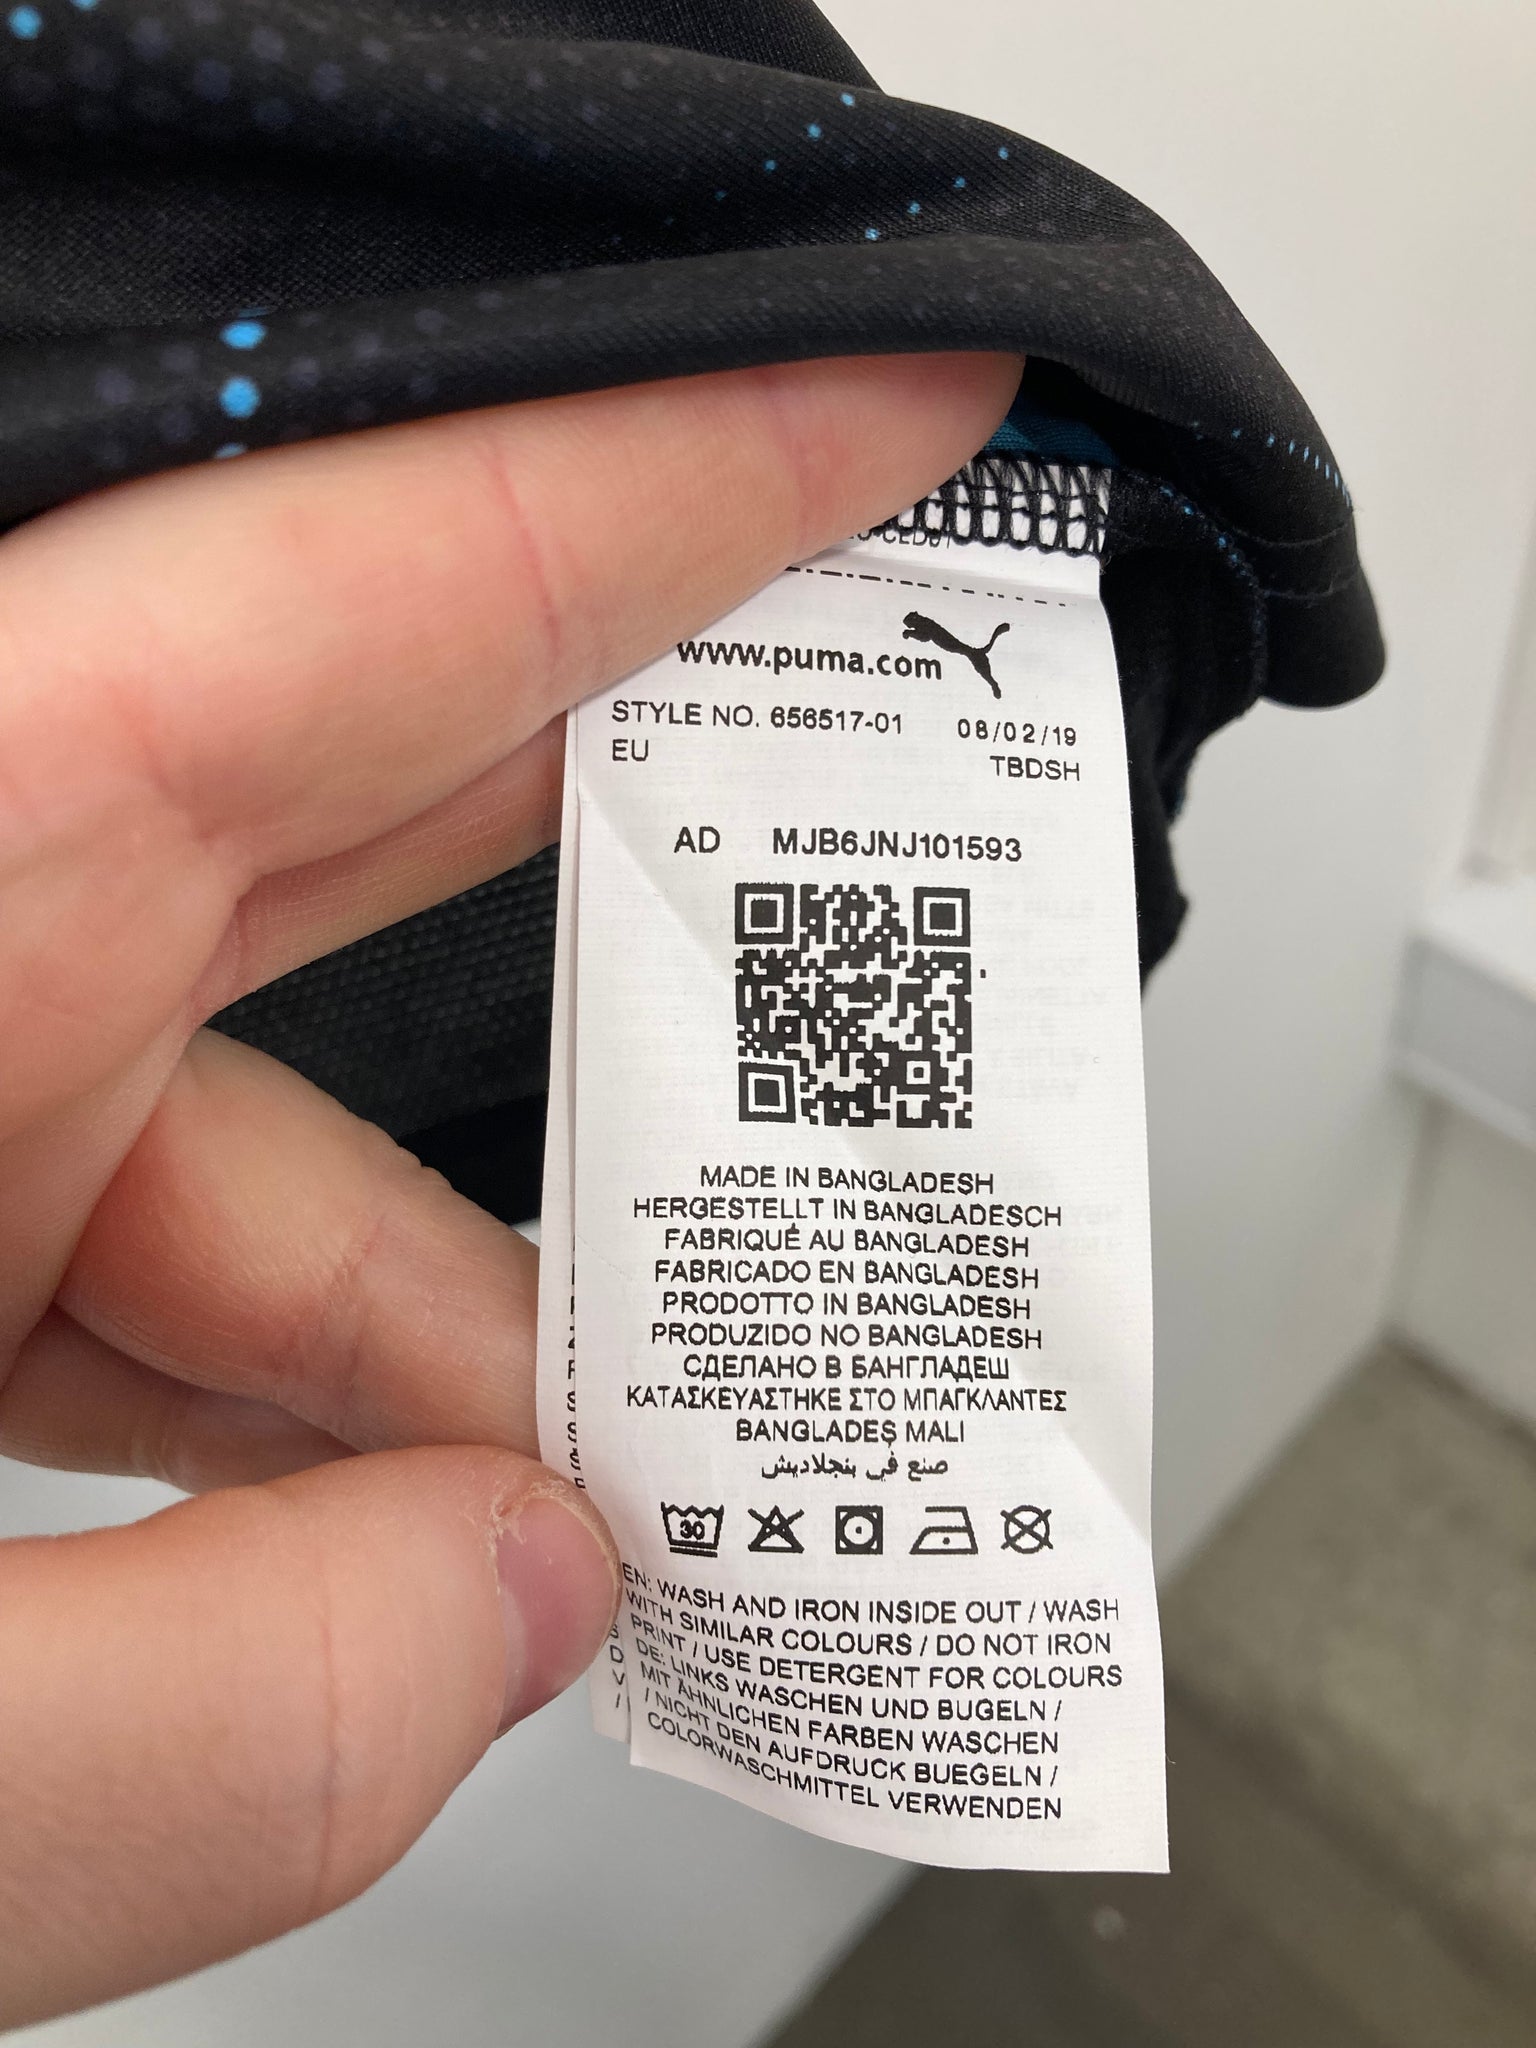 www.puma.com
STYLE NO. 656517-01 08/02/19
EU TBDSH
AD MJB6JNJ101593
MADE IN BANGLADESH
HERGESTELLT IN BANGLADESCH
FABRIQUÉ AU BANGLADESH
FABRICADO EN BANGLADESH
PRODOTTO IN BANGLADESH
PRODUZIDO NO BANGLADESH
СДЕЛАНО В БАНГЛАДЕШ
ΚΑΤΑΣΚΕΥΑΣΤΗΚΕ ΣΤΟ ΜΠΑΓΚΛΑΝΤΕΣ
BANGLADEŞ MALI
صنع في بنجلاديش
30
EN: WASH AND IRON INSIDE OUT / WASH
WITH SIMILAR COLOURS / DO NOT IRON
PRINT / USE DETERGENT FOR COLOURS
DE: LINKS WASCHEN UND BUGELN /
MIT ÄHNLICHEN FARBEN WASCHEN
/ NICHT DEN AUFDRUCK BUEGELN /
COLORWASCHMITTEL VERWENDEN